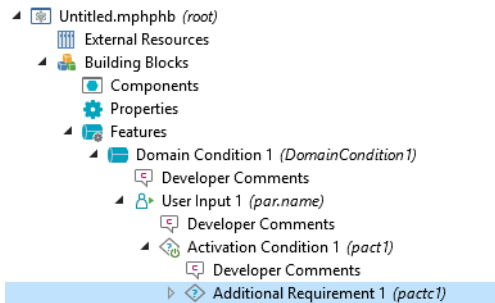 Untitled.mphphb (root)
External Resources
Building Blocks
Components
Properties
Features
Domain Condition 1 (DomainCondition1)
Developer Comments
User Input 1 (par.name)
Developer Comments
Activation Condition 1 (pact1)
Developer Comments
Additional Requirement 1 (pactc1)